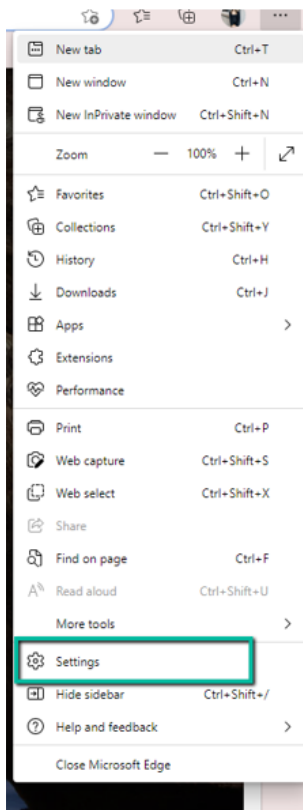 New tab Ctrl+T
New window Ctrl+N
New InPrivate window Ctrl+Shift+N
Zoom — 100% +
Favorites Ctrl+Shift+O
Collections Ctrl+Shift+Y
History Ctrl+H
Downloads Ctrl+J
Apps
Extensions
Performance
Print Ctrl+P
Web capture Ctrl+Shift+S
Web select Ctrl+Shift+X
Share
Find on page Ctrl+F
Read aloud Ctrl+Shift+U
More tools
Settings
Hide sidebar Ctrl+Shift+/
Help and feedback
Close Microsoft Edge